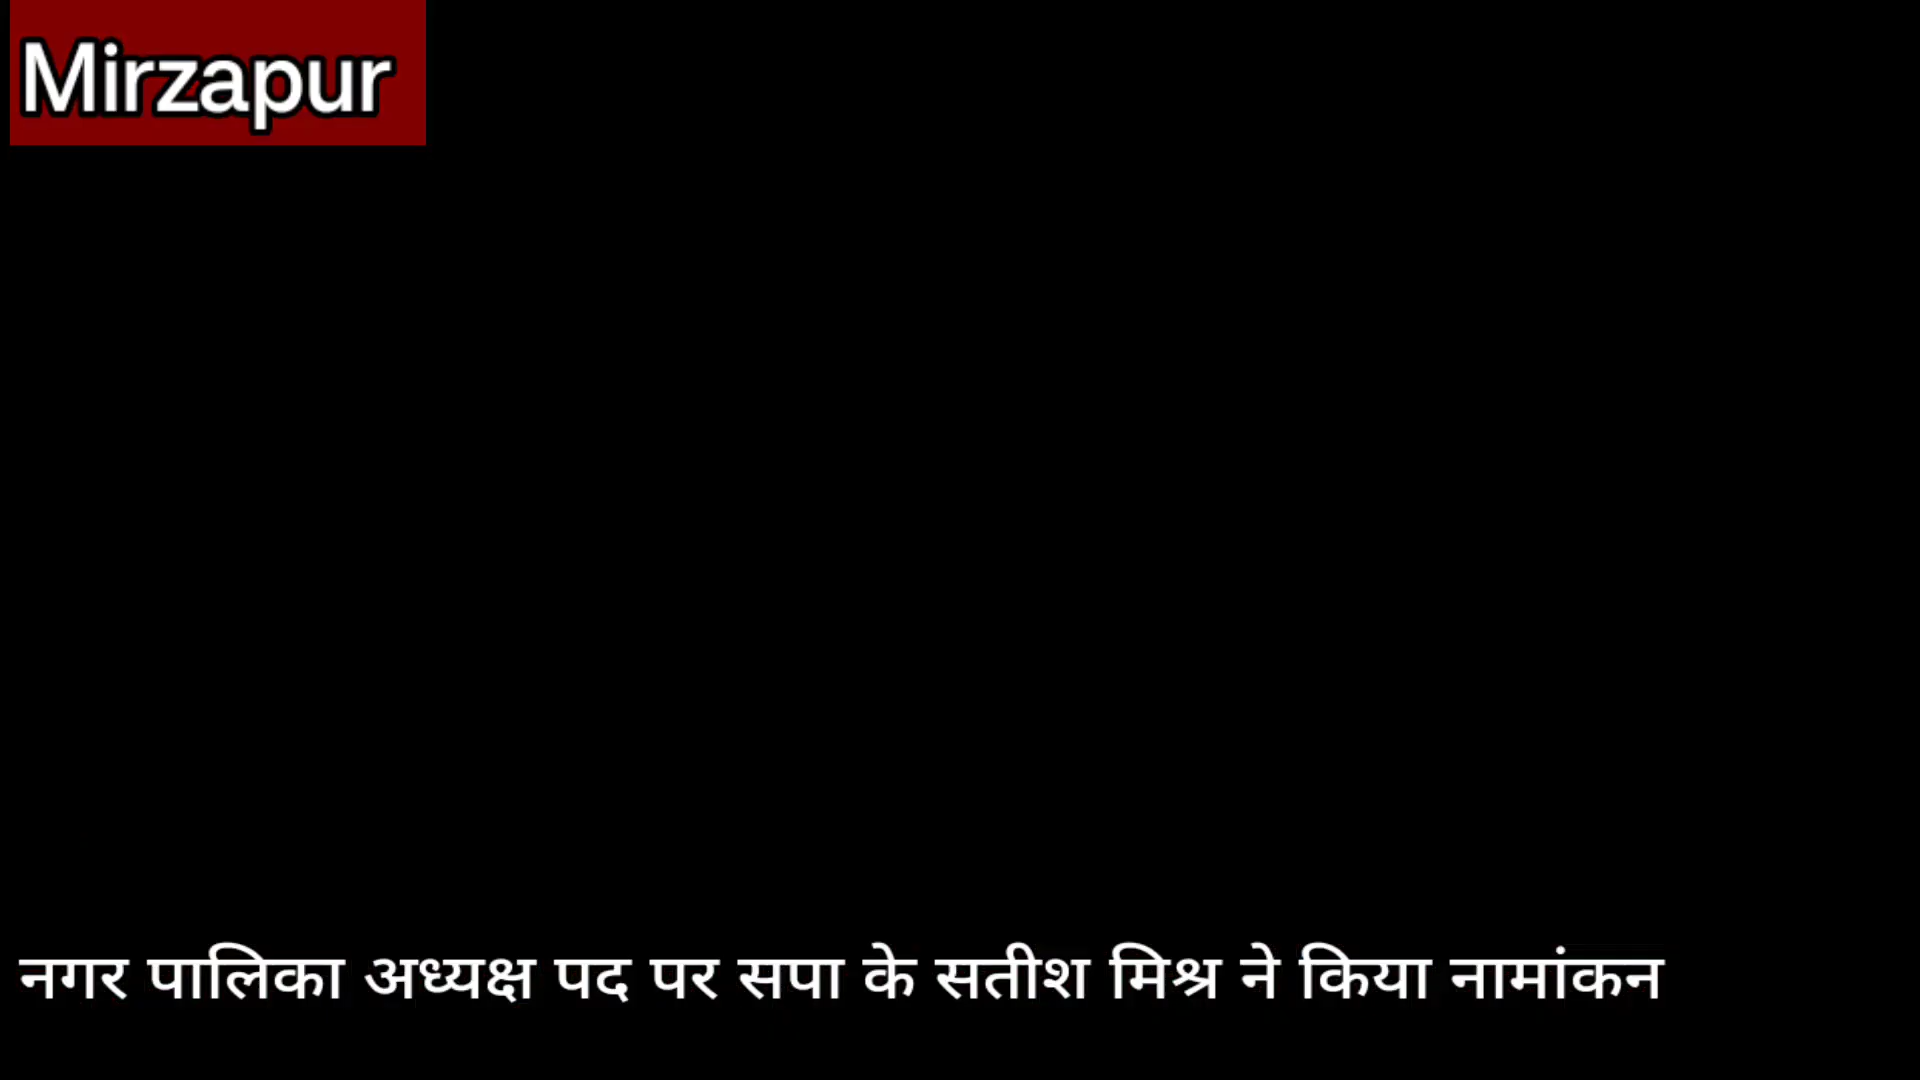 Mirzapur
नगर पालिका अध्यक्ष पद पर सपा के सतीश मिश्र ने किया नामांकन